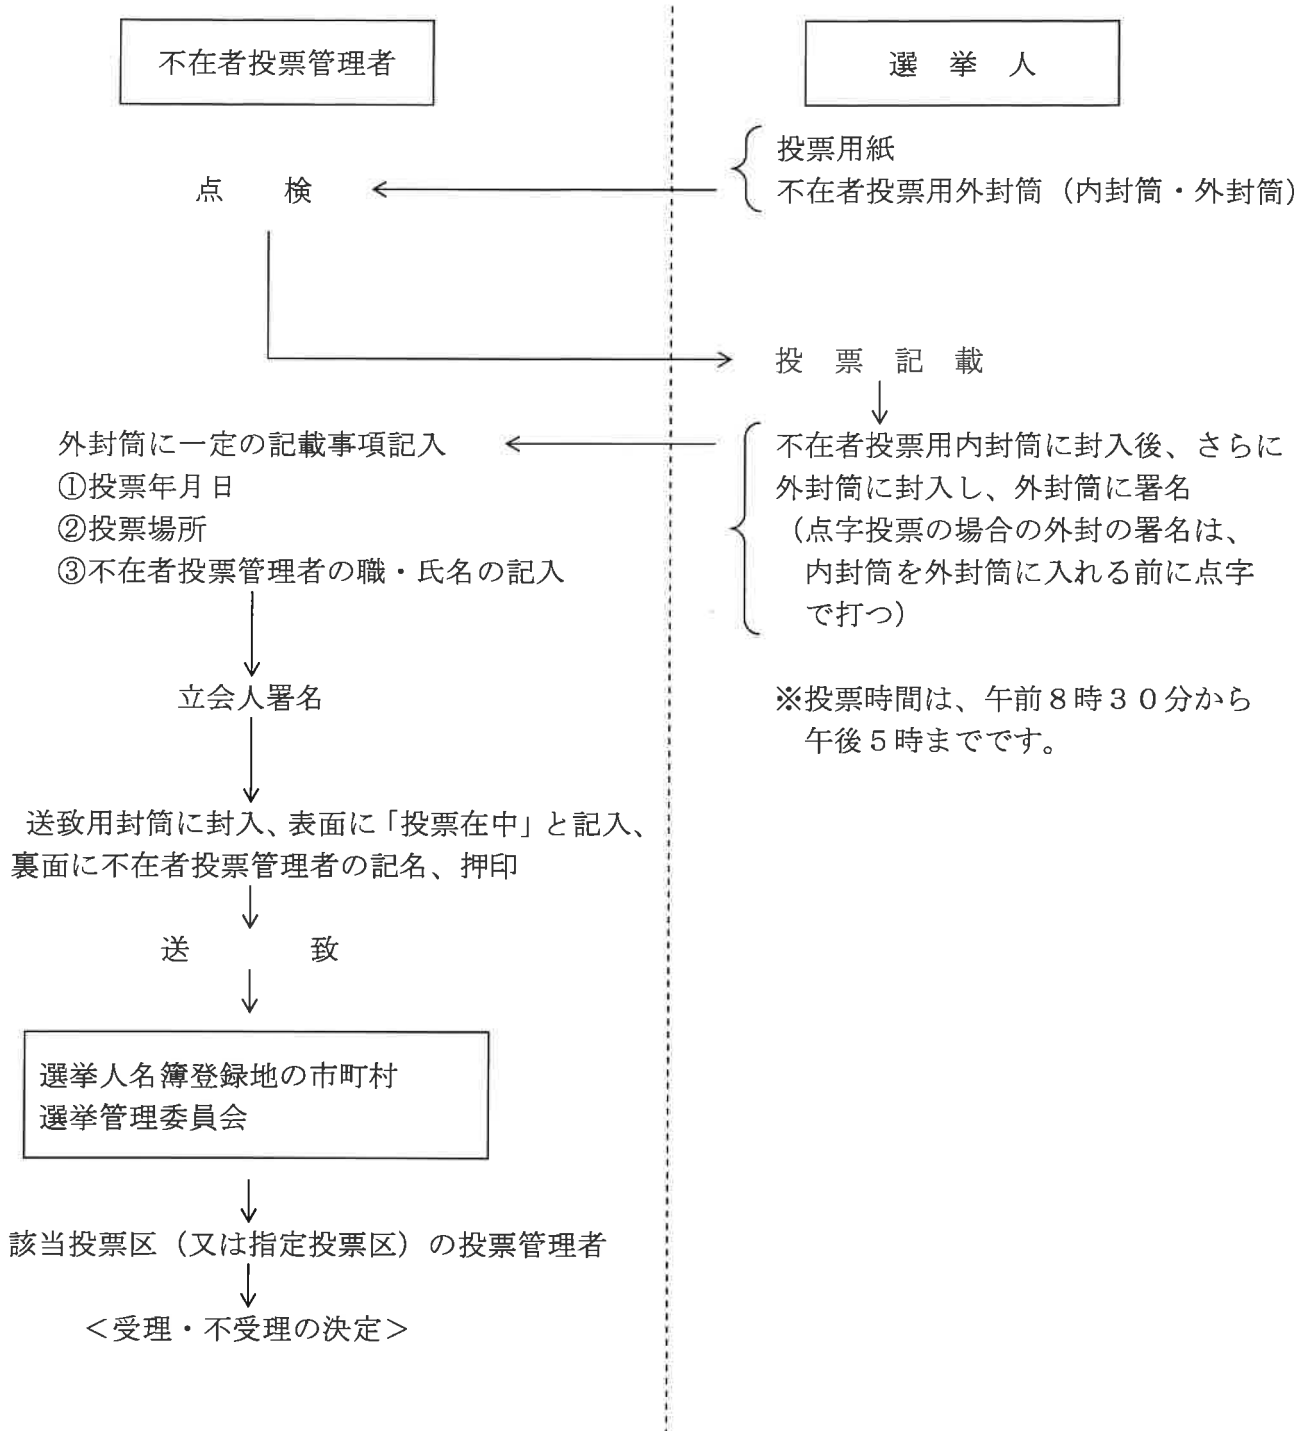 不在者投票管理者
選　挙　人
投票用紙
不在者投票用外封筒（内封筒・外封筒）
点　　検
投　票　記　載
外封筒に一定の記載事項記入
①投票年月日
②投票場所
③不在者投票管理者の職・氏名の記入
不在者投票用内封筒に封入後、さらに
外封筒に封入し、外封筒に署名
（点字投票の場合の外封の署名は、
内封筒を外封筒に入れる前に点字
で打つ）
立会人署名
※投票時間は、午前８時３０分から
午後５時までです。
送致用封筒に封入、表面に「投票在中」と記入、
裏面に不在者投票管理者の記名、押印
送　　　　致
選挙人名簿登録地の市町村
選挙管理委員会
該当投票区（又は指定投票区）の投票管理者
＜受理・不受理の決定＞